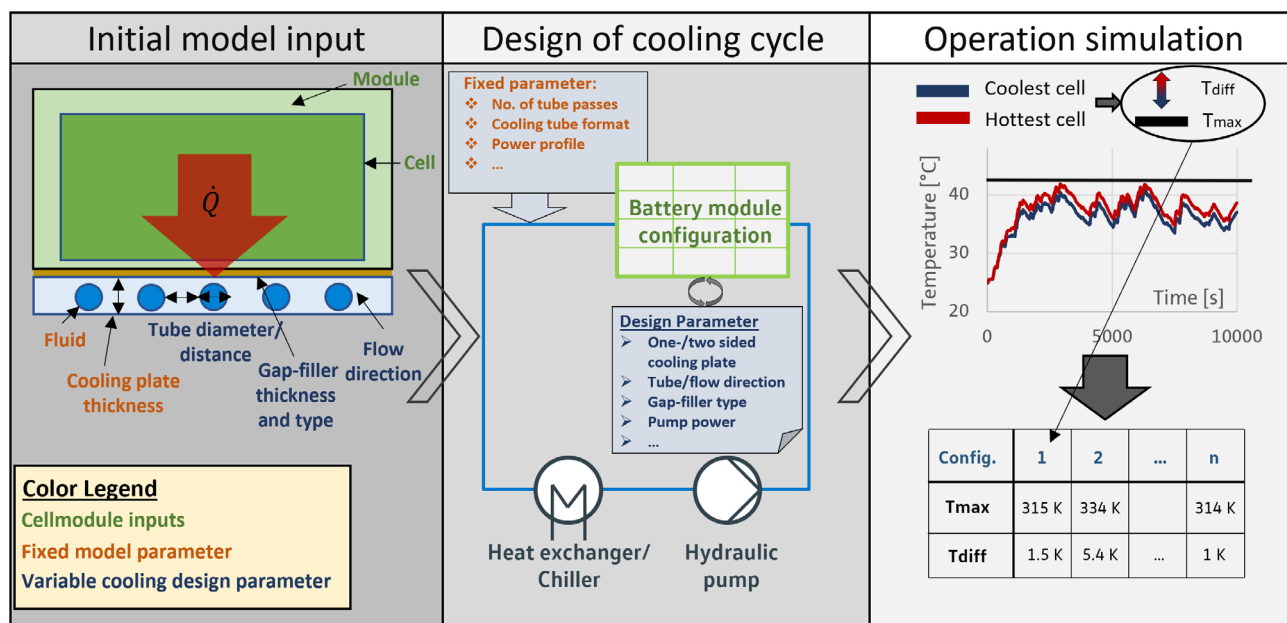 Initial model input
Module
Cell
Q̇
Fluid
Tube diameter/
distance
Flow
direction
Cooling plate
thickness
Gap-filler
thickness
and type
Color Legend
Cellmodule inputs
Fixed model parameter
Variable cooling design parameter
Design of cooling cycle
Fixed parameter:
❖ No. of tube passes
❖ Cooling tube format
❖ Power profile
❖ ...
Battery module
configuration
Design Parameter
➢ One-/two sided
cooling plate
➢ Tube/flow direction
➢ Gap-filler type
➢ Pump power
➢ ...
Heat exchanger/
Chiller
Hydraulic
pump
Operation simulation
Coolest cell
Hottest cell
Tdiff
Tmax
Temperature [°C]
40
30
20
Time [s]
0 5000 10000
Config. 1 2 ... n
Tmax 315 K 334 K 314 K
Tdiff 1.5 K 5.4 K ... 1 K